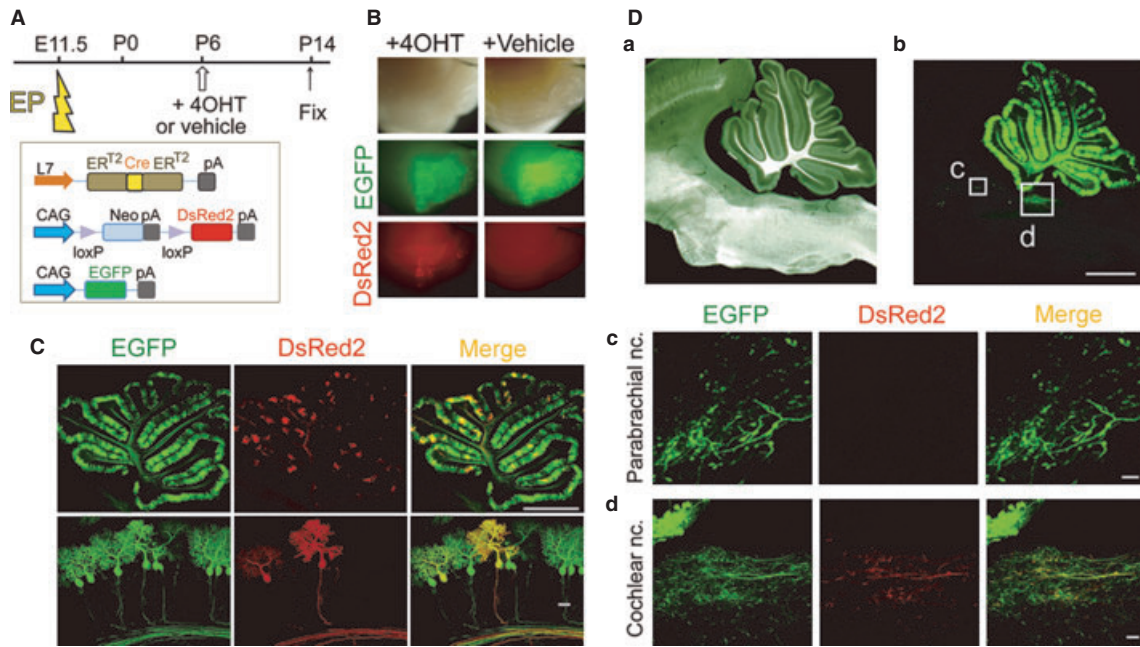 A
E11.5 P0 P6 P14
EP
+ 4OHT
or vehicle
Fix
L7
ER^T2 Cre ER^T2 pA
CAG
Neo pA DsRed2 pA
loxP loxP
CAG
EGFP pA
B
+4OHT +Vehicle
EGFP
DsRed2
C
EGFP DsRed2 Merge
D
a
b
c
d
EGFP DsRed2 Merge
c
Parabrachial nc.
d
Cochlear nc.